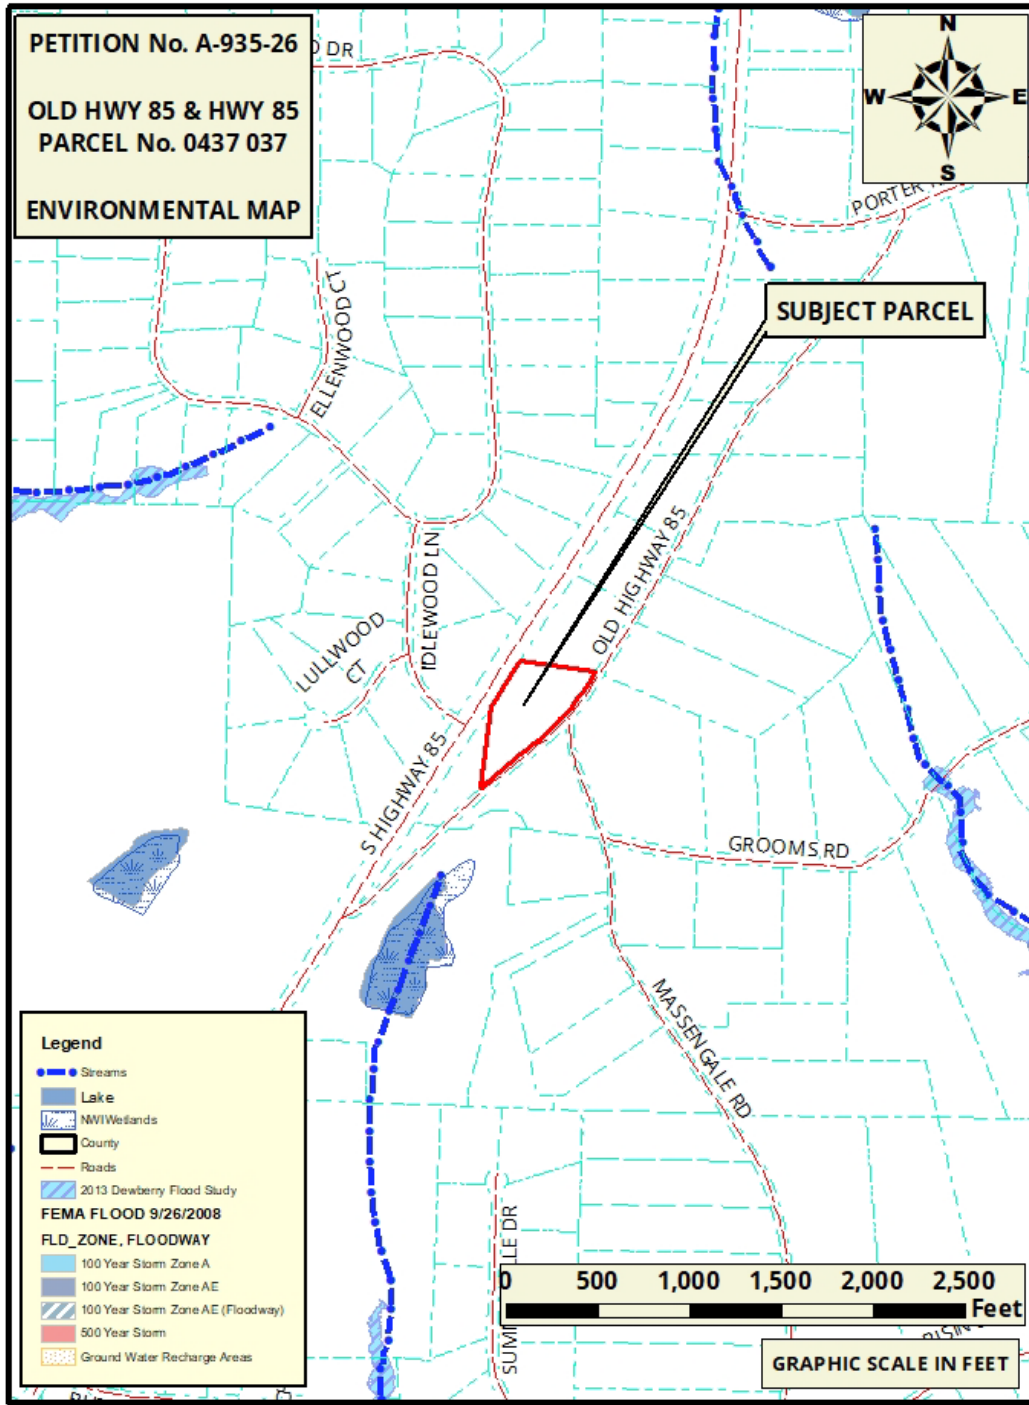 PETITION No. A-935-26
OLD HWY 85 & HWY 85
PARCEL No. 0437 037
ENVIRONMENTAL MAP
DR
N
W
E
S
PORTER
SUBJECT PARCEL
ELLENWOOD CT
OLD HIGHWAY 85
IDLEWOOD LN
LULLWOOD
CT
S HIGHWAY 85
GROOMS RD
MASSENGALE RD
Legend
Streams
Lake
NWI Wetlands
County
Roads
2013 Dewberry Flood Study
FEMA FLOOD 9/26/2008
FLD_ZONE, FLOODWAY
100 Year Storm Zone A
100 Year Storm Zone AE
100 Year Storm Zone AE (Floodway)
500 Year Storm
Ground Water Recharge Areas
DR
0 500 1,000 1,500 2,000 2,500
Feet
GRAPHIC SCALE IN FEET